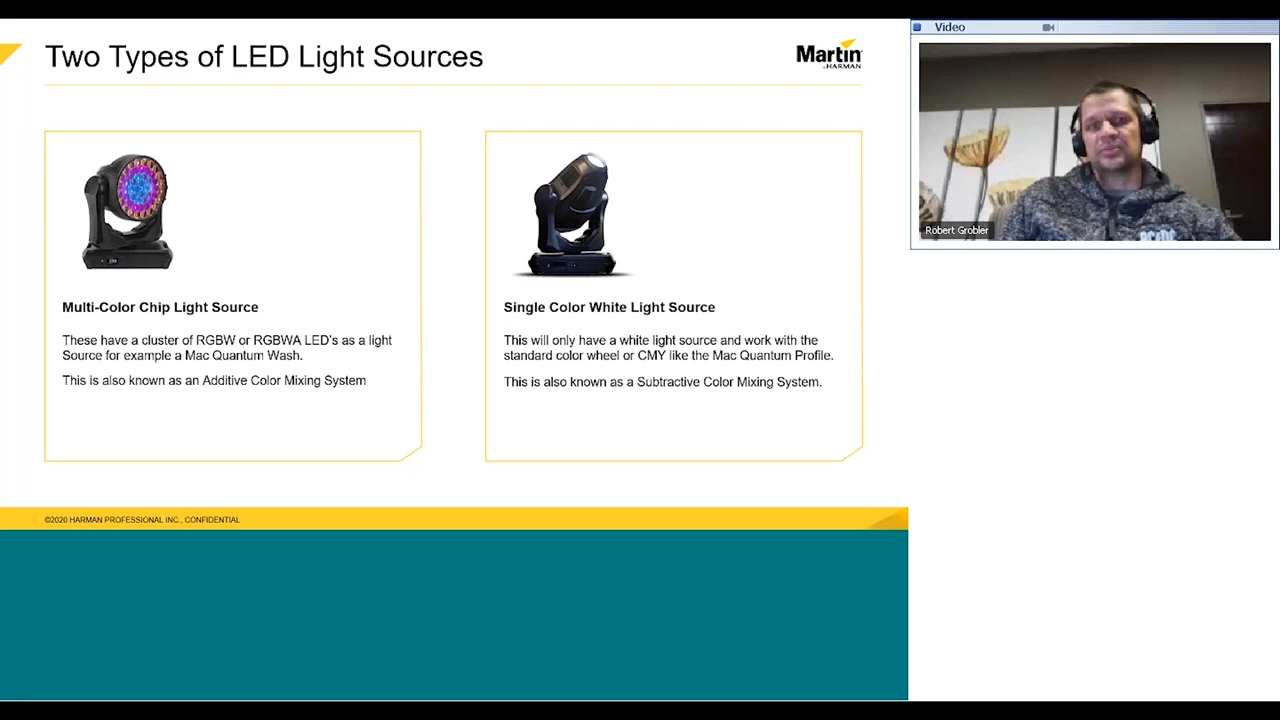 Two Types of LED Light Sources
Martin
by HARMAN
Multi-Color Chip Light Source
These have a cluster of RGBW or RGBWA LED's as a light
Source for example a Mac Quantum Wash.
This is also known as an Additive Color Mixing System
Single Color White Light Source
This will only have a white light source and work with the
standard color wheel or CMY like the Mac Quantum Profile.
This is also known as a Subtractive Color Mixing System.
©2020 HARMAN PROFESSIONAL INC., CONFIDENTIAL
Video
Robert Grobler